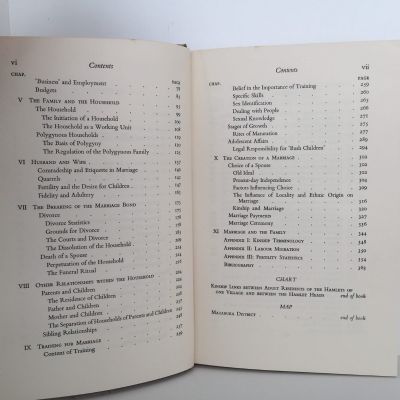 vi Contents
CHAP. PAGE
'Business' and Employment
Budgets
V THE FAMILY AND THE HOUSEHOLD
The Household
The Initiation of a Household
The Household as a Working Unit
Polygynous Households
The Basis of Polygyny
The Regulation of the Polygynous Family
VI HUSBAND AND WIFE
Comradeship and Etiquette in Marriage
Quarrels
Fertility and the Desire for Children
Fidelity and Adultery
VII THE BREAKING OF THE MARRIAGE BOND
Divorce
Divorce Statistics
Grounds for Divorce
The Courts and Divorce
The Dissolution of the Household
Death of a Spouse
Perpetuation of the Household
The Funeral Ritual
VIII OTHER RELATIONSHIPS WITHIN THE HOUSEHOLD
Parents and Children
The Residence of Children
Father and Children
Mother and Children
The Separation of Households of Parents and Children
Sibling Relationships
IX TRAINING FOR MARRIAGE
Content of Training
Contents vii
CHAP. PAGE
Belief in the Importance of Training 259
Specific Skills 260
Sex Identification
Dealing with People
Sexual Knowledge
Stages of Growth
Rites of Maturation
Adolescent Affairs
Legal Responsibility for 'Bush Children' 294
X THE CREATION OF A MARRIAGE 302
Choice of a Spouse 302
Old Ideal 302
Present-day Independence
Factors Influencing Choice 309
The Influence of Locality and Ethnic Origin on
Marriage
Kinship and Marriage
Marriage Payments
Marriage Ceremony
XI MARRIAGE AND THE FAMILY 344
APPENDIX I: KINSHIP TERMINOLOGY
APPENDIX II: LABOUR MIGRATION
APPENDIX III: FERTILITY STATISTICS
BIBLIOGRAPHY 383
CHART
KINSHIP LINKS BETWEEN ADULT RESIDENTS OF THE HAMLETS OF
ONE VILLAGE AND BETWEEN THE HAMLET HEADS end of book
MAP
MAZABUKA DISTRICT end of book